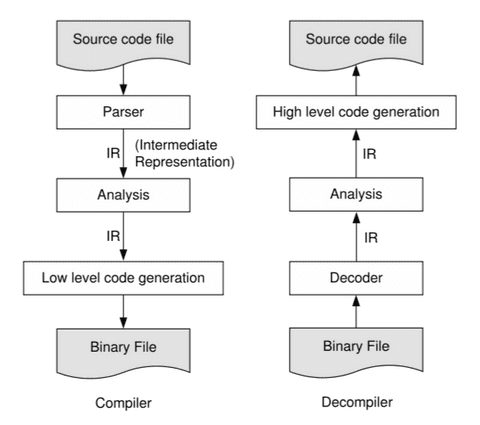 Source code file
Parser
IR
(Intermediate
Representation)
Analysis
IR
Low level code generation
Binary File
Compiler
Source code file
High level code generation
IR
Analysis
IR
Decoder
Binary File
Decompiler